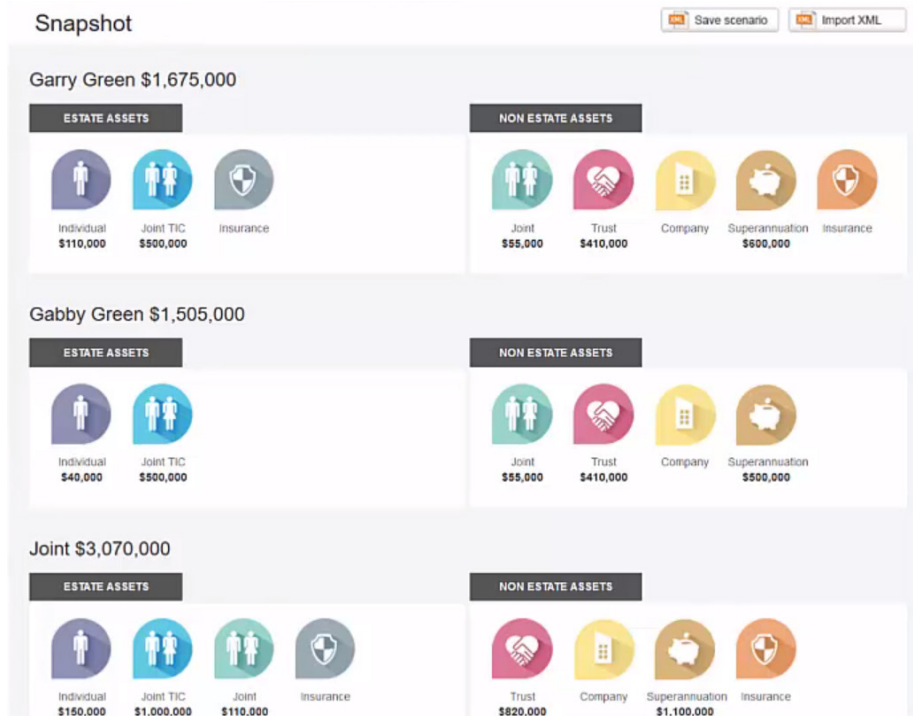 Snapshot
XML Save scenario
XML Import XML
Garry Green $1,675,000
ESTATE ASSETS
NON ESTATE ASSETS
Individual Joint TIC Insurance
$110,000 $500,000
Joint Trust Company Superannuation Insurance
$55,000 $410,000 $600,000
Gabby Green $1,505,000
ESTATE ASSETS
NON ESTATE ASSETS
Individual Joint TIC
$40,000 $500,000
Joint Trust Company Superannuation
$55,000 $410,000 $500,000
Joint $3,070,000
ESTATE ASSETS
NON ESTATE ASSETS
Individual Joint TIC Joint Insurance
$150,000 $1,000,000 $110,000
Trust Company Superannuation Insurance
$820,000 $1,100,000